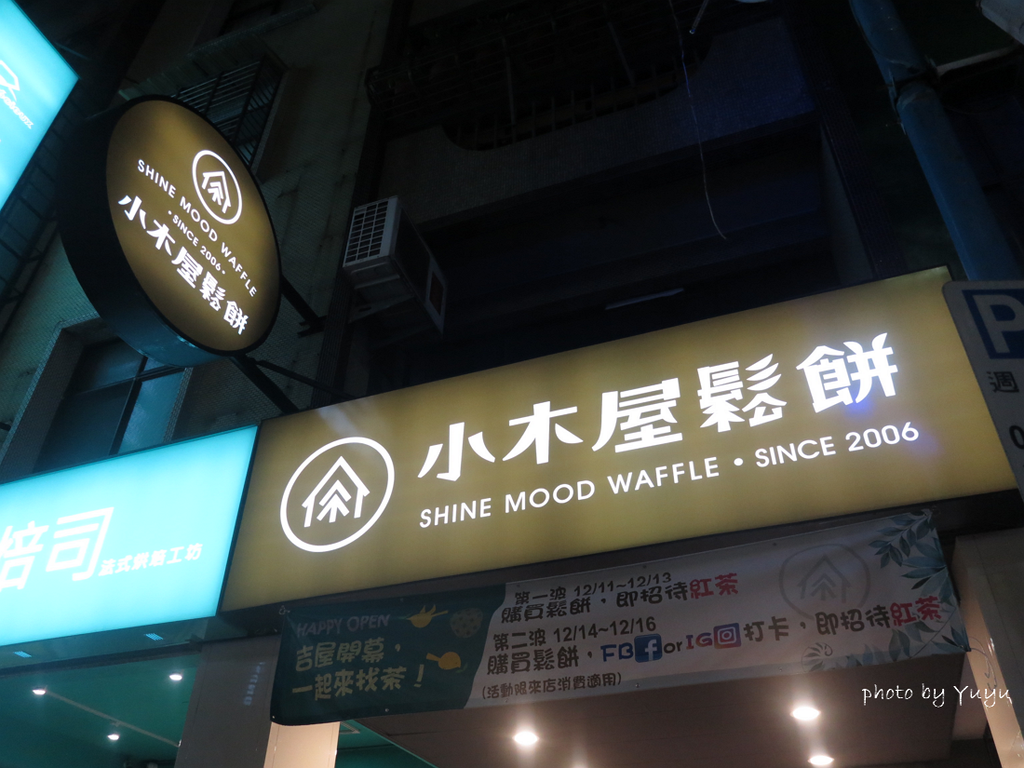 SHINE MOOD WAFFLE
·SINCE 2006·
小木屋鬆餅
小木屋鬆餅
SHINE MOOD WAFFLE • SINCE 2006
焙司
法式烘焙工坊
HAPPY OPEN
吉屋開幕，
一起來找茶！
第一波 12/11~12/13
購買鬆餅，即招待紅茶
第二波 12/14~12/16
購買鬆餅，FB f or IG 打卡，即招待紅茶
(活動限來店消費適用)
P
週
photo by Yuyu